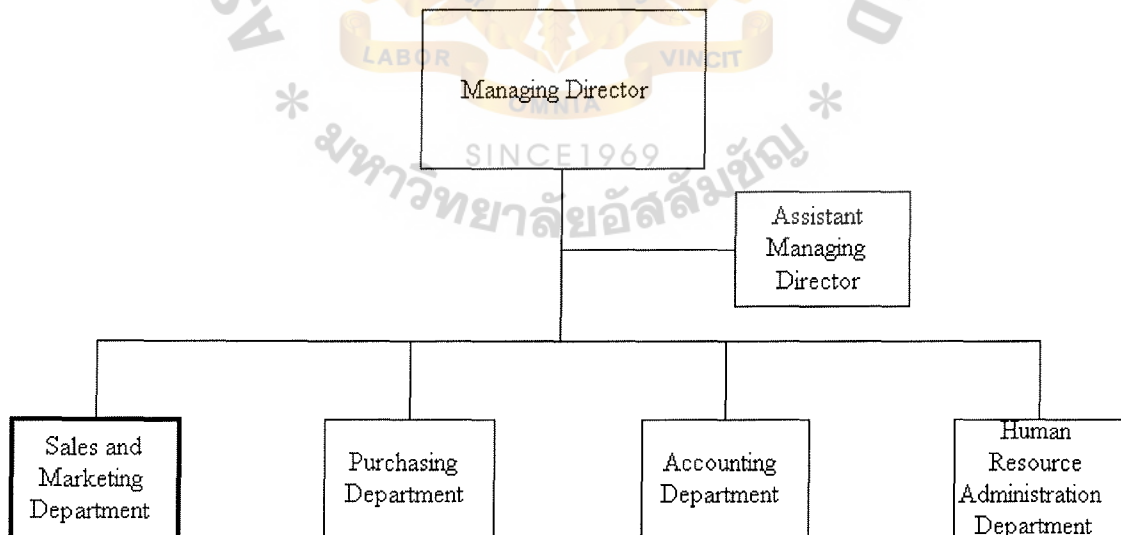 LABOR VINCIT
Managing Director
OMNIA
SINCE1969
มหาวิทยาลัยอัสสัมชัญ
Assistant
Managing
Director
Sales and
Marketing
Department
Purchasing
Department
Accounting
Department
Human
Resource
Administration
Department